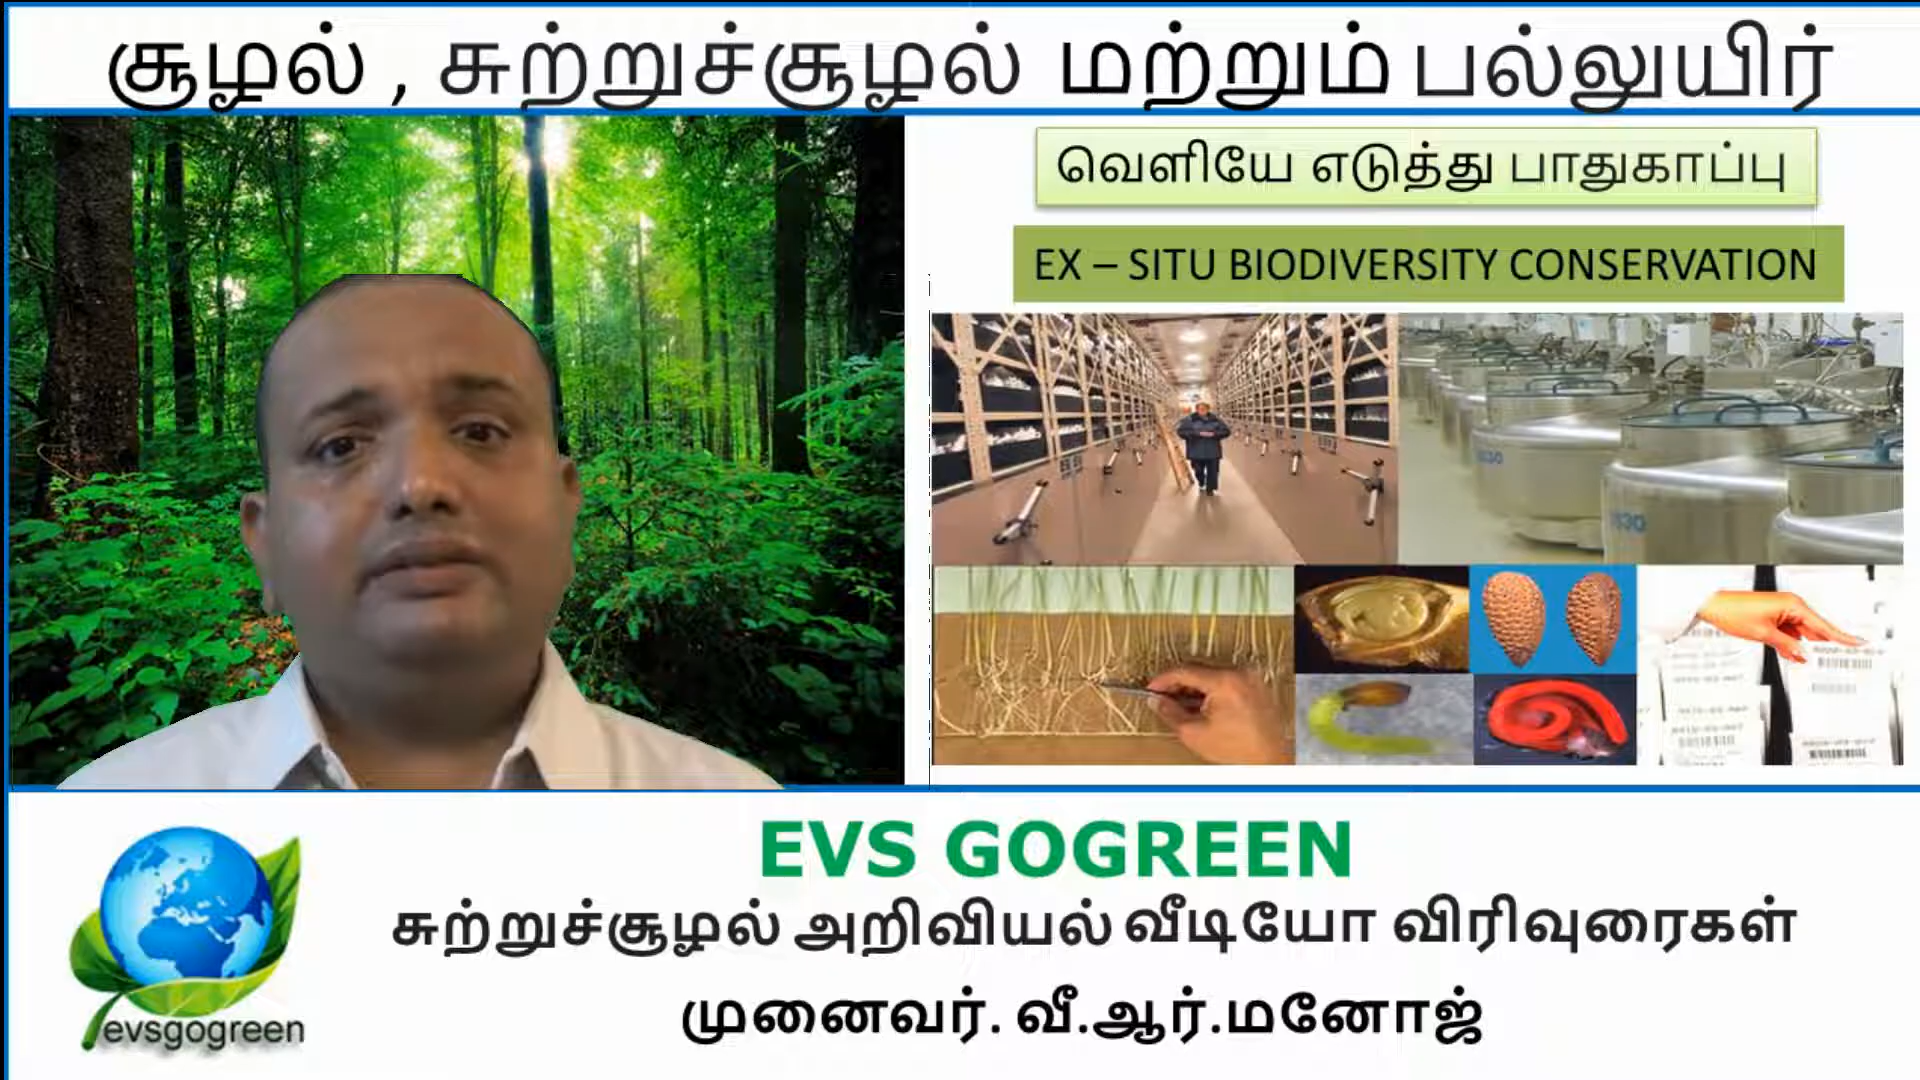 சூழல் , சுற்றுச்சூழல் மற்றும் பல்லுயிர்
வெளியே எடுத்து பாதுகாப்பு
EX – SITU BIODIVERSITY CONSERVATION
EVS GOGREEN
சுற்றுச்சூழல் அறிவியல் வீடியோ விரிவுரைகள்
முனைவர். வீ.ஆர்.மனோஜ்
evsgogreen